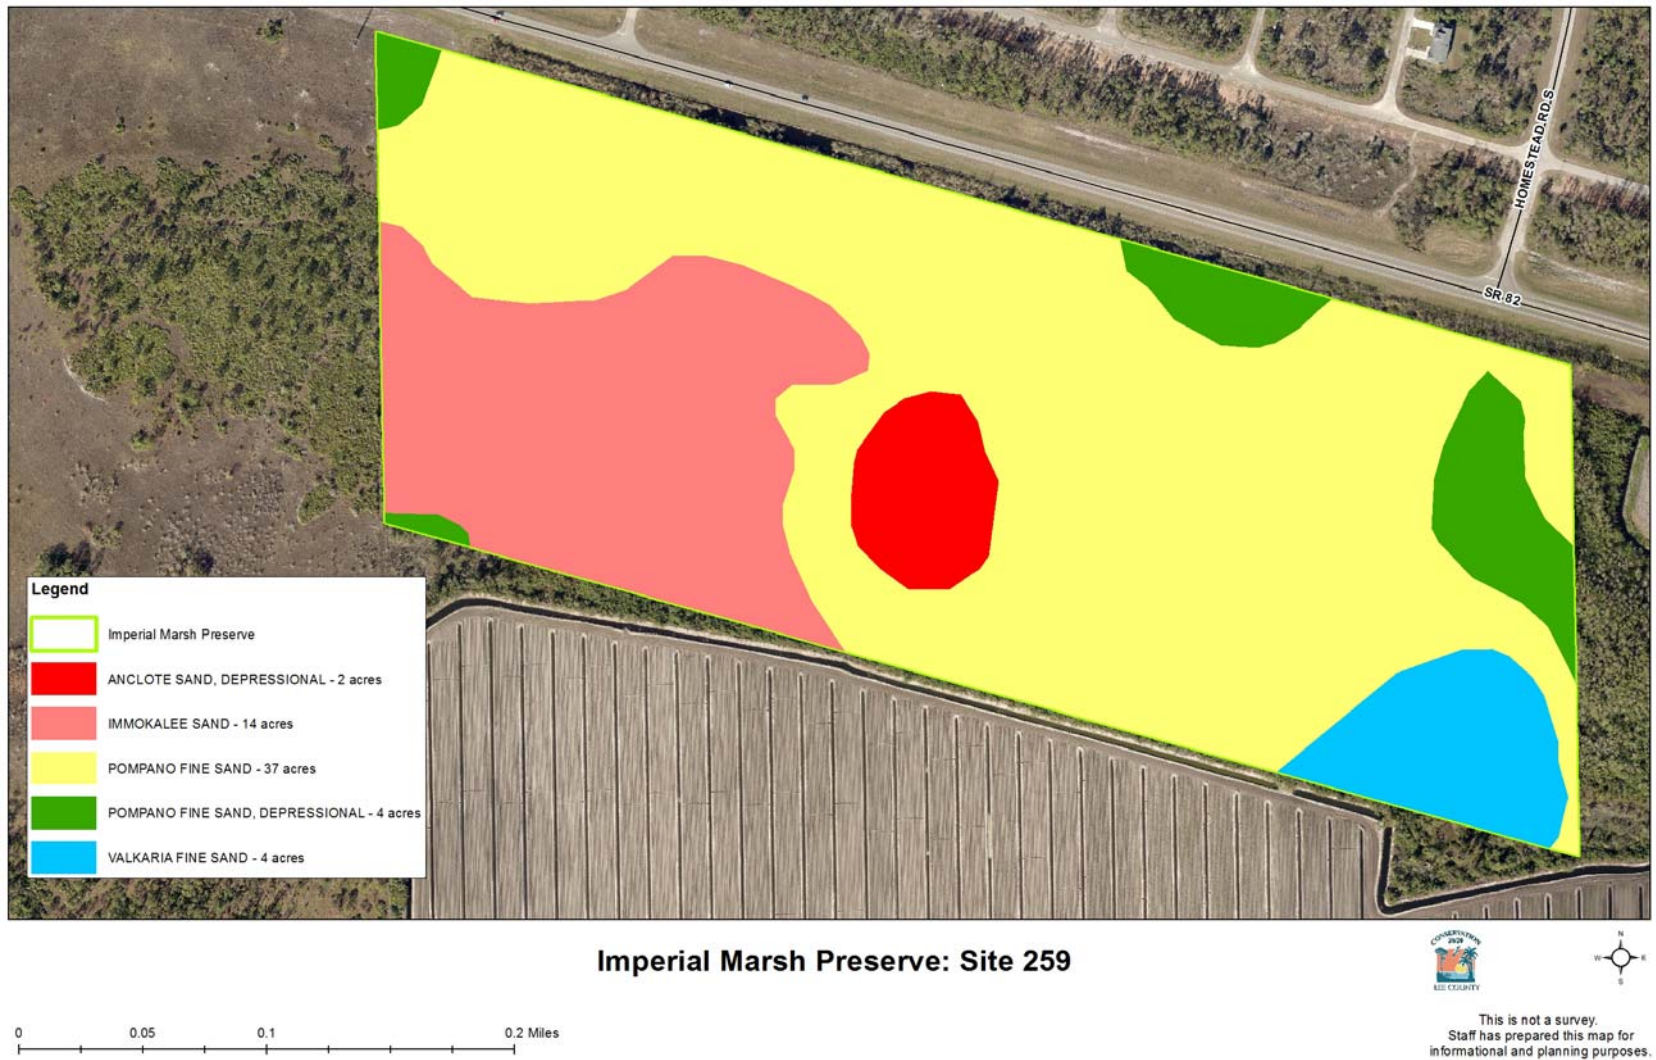 HOMESTEAD RD S
SR 82
Legend
Imperial Marsh Preserve
ANCLOTE SAND, DEPRESSIONAL - 2 acres
IMMOKALEE SAND - 14 acres
POMPANO FINE SAND - 37 acres
POMPANO FINE SAND, DEPRESSIONAL - 4 acres
VALKARIA FINE SAND - 4 acres
Imperial Marsh Preserve: Site 259
CONSERVATION
20/20
LEE COUNTY
N
W E
S
0 0.05 0.1 0.2 Miles
This is not a survey.
Staff has prepared this map for
informational and planning purposes.